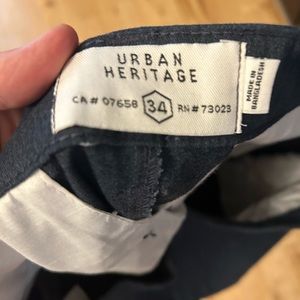 URBAN
HERITAGE
CA# 07658 34 RN# 73023
MADE IN
BANGLADESH